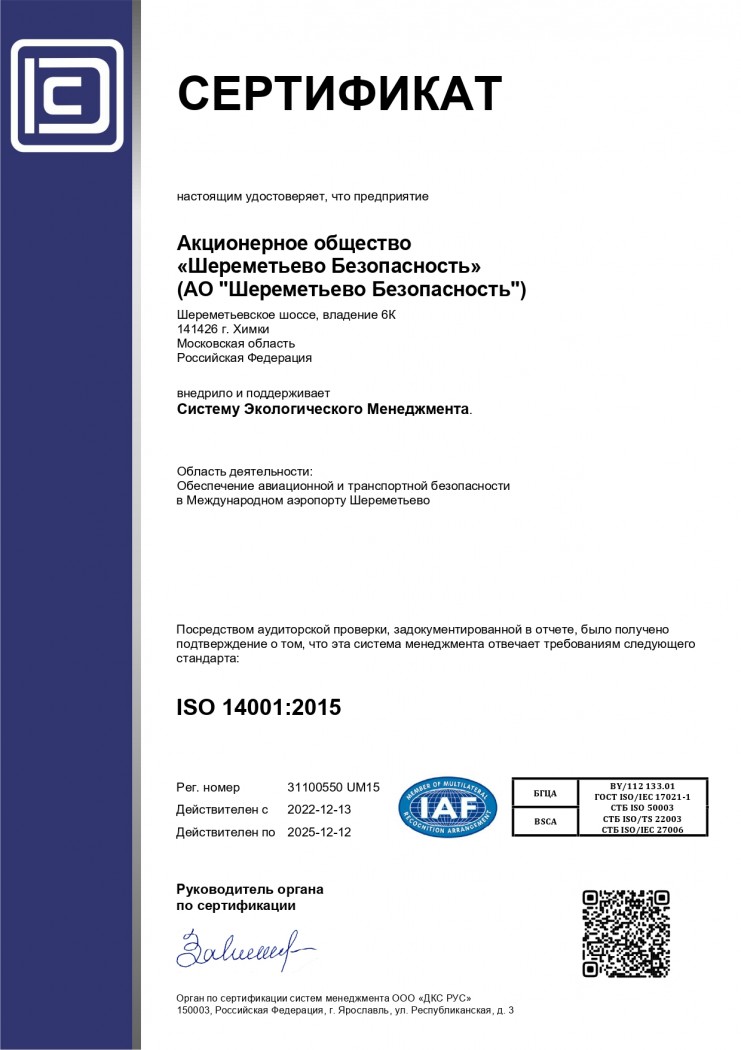 СЕРТИФИКАТ
настоящим удостоверяет, что предприятие
Акционерное общество
«Шереметьево Безопасность»
(АО "Шереметьево Безопасность")
Шереметьевское шоссе, владение 6К
141426 г. Химки
Московская область
Российская Федерация
внедрило и поддерживает
Систему Экологического Менеджмента.
Область деятельности:
Обеспечение авиационной и транспортной безопасности
в Международном аэропорту Шереметьево
Посредством аудиторской проверки, задокументированной в отчете, было получено
подтверждение о том, что эта система менеджмента отвечает требованиям следующего
стандарта:
ISO 14001:2015
Рег. номер 31100550 UM15
Действителен с 2022-12-13
Действителен по 2025-12-12
MEMBER OF MULTILATERAL
IAF
RECOGNITION ARRANGEMENT
БГЦА
BSCA
BY/112 133.01
ГОСТ ISO/IEC 17021-1
СТБ ISO 50003
СТБ ISO/TS 22003
СТБ ISO/IEC 27006
Руководитель органа
по сертификации
Орган по сертификации систем менеджмента ООО «ДКС РУС»
150003, Российская Федерация, г. Ярославль, ул. Республиканская, д. 3